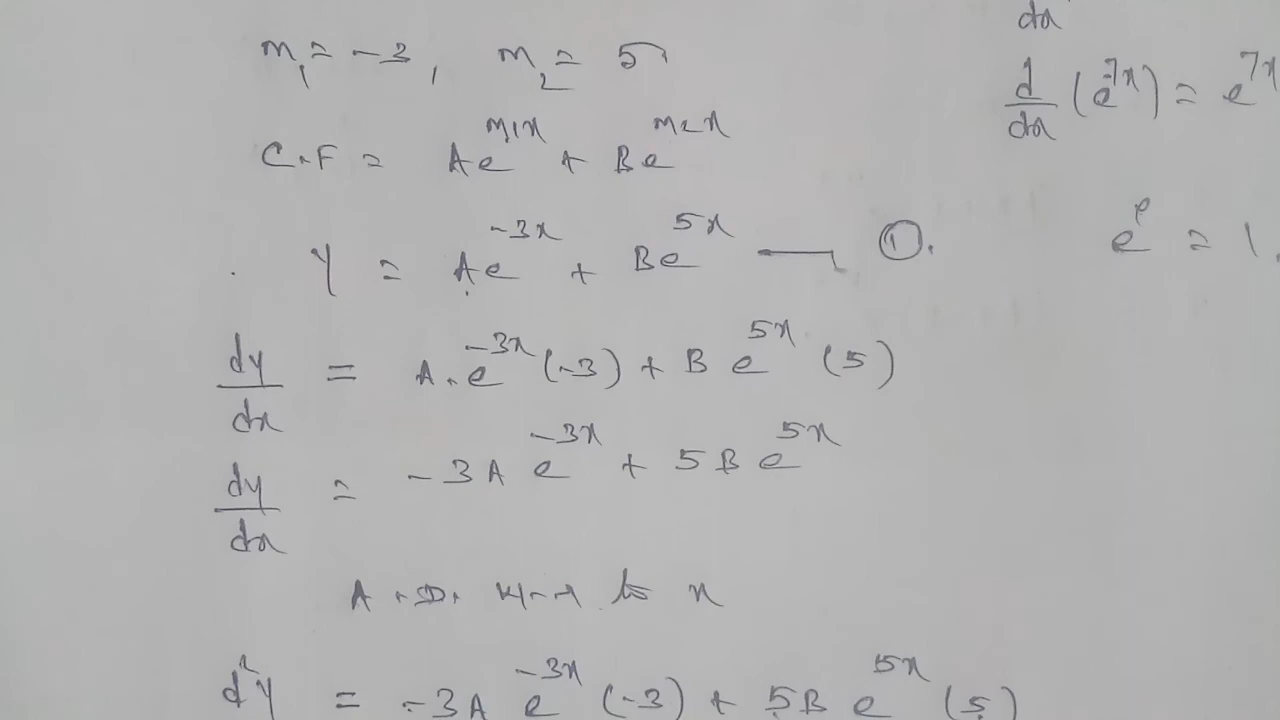 m₁ = -3, m₂ = 5
C.F = Ae^{m1x} + Be^{m2x}
y = Ae^{-3x} + Be^{5x} — ①.
dy/dx = A.e^{-3x}(-3) + B e^{5x} (5)
dy/dx = -3A e^{-3x} + 5B e^{5x}
A.D. w.r to x
d²y = -3A e^{-3x} (-3) + 5B e^{5x} (5)
dx
d/dx (e^{7x}) = e^{7x}
e^0 = 1.